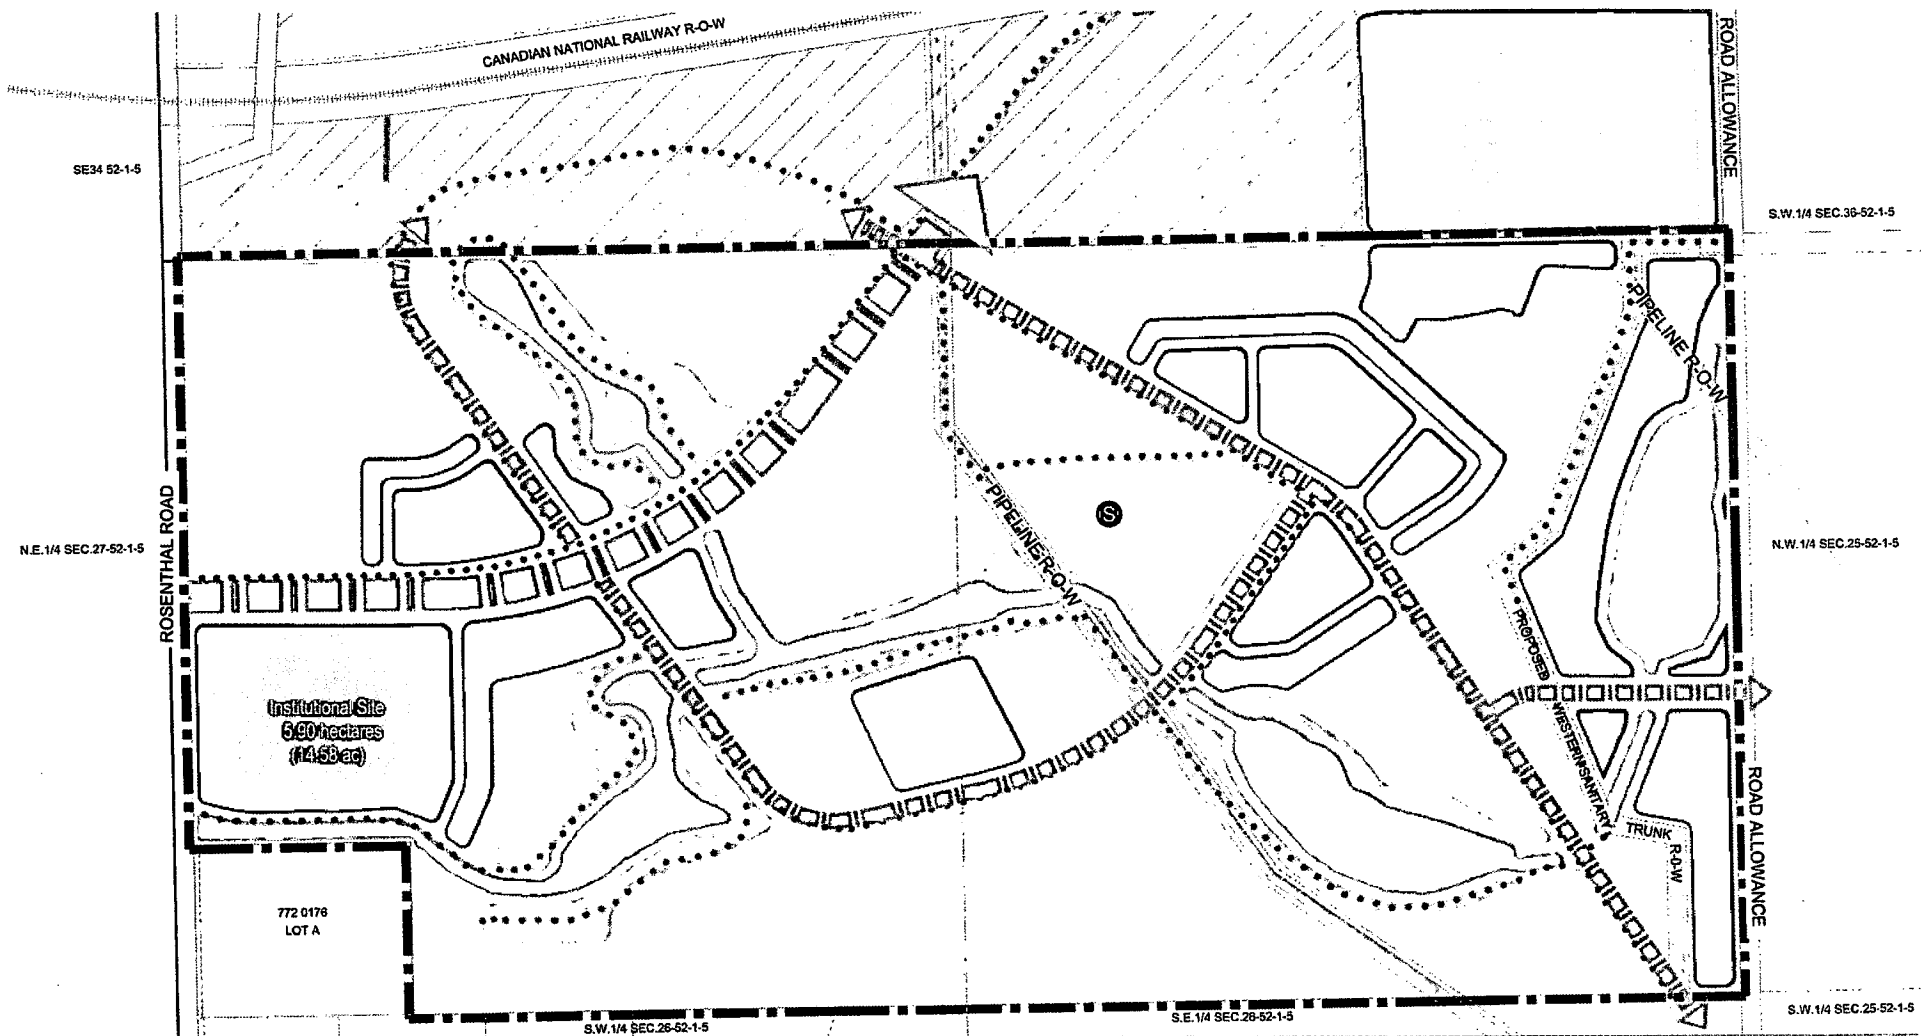 CANADIAN NATIONAL RAILWAY R-O-W
ROAD ALLOWANCE
SE34 52-1-5
S.W.1/4 SEC.36-52-1-5
PIPELINE R-O-W
ROSENTHAL ROAD
PIPELINE R-O-W
S
N.E.1/4 SEC.27-52-1-5
N.W.1/4 SEC.25-52-1-5
PROPOSED
WESTERN SANITARY
TRUNK
R-O-W
Institutional Site
5.90 hectares
(14.58 ac)
ROAD ALLOWANCE
772 0176
LOT A
S.W.1/4 SEC.26-52-1-5
S.E.1/4 SEC.26-52-1-5
S.W.1/4 SEC.25-52-1-5